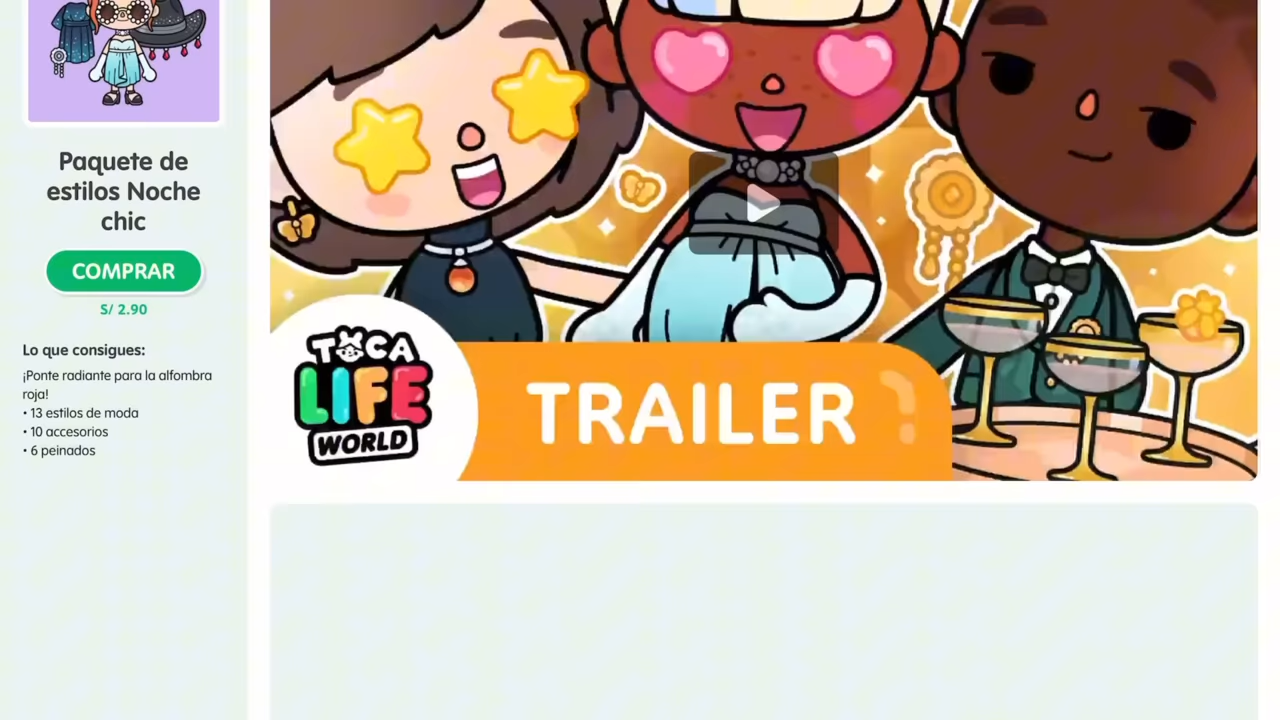 Paquete de
estilos Noche
chic
COMPRAR
S/ 2.90
Lo que consigues:
¡Ponte radiante para la alfombra
roja!
• 13 estilos de moda
• 10 accesorios
• 6 peinados
TOCA
LIFE
WORLD
TRAILER